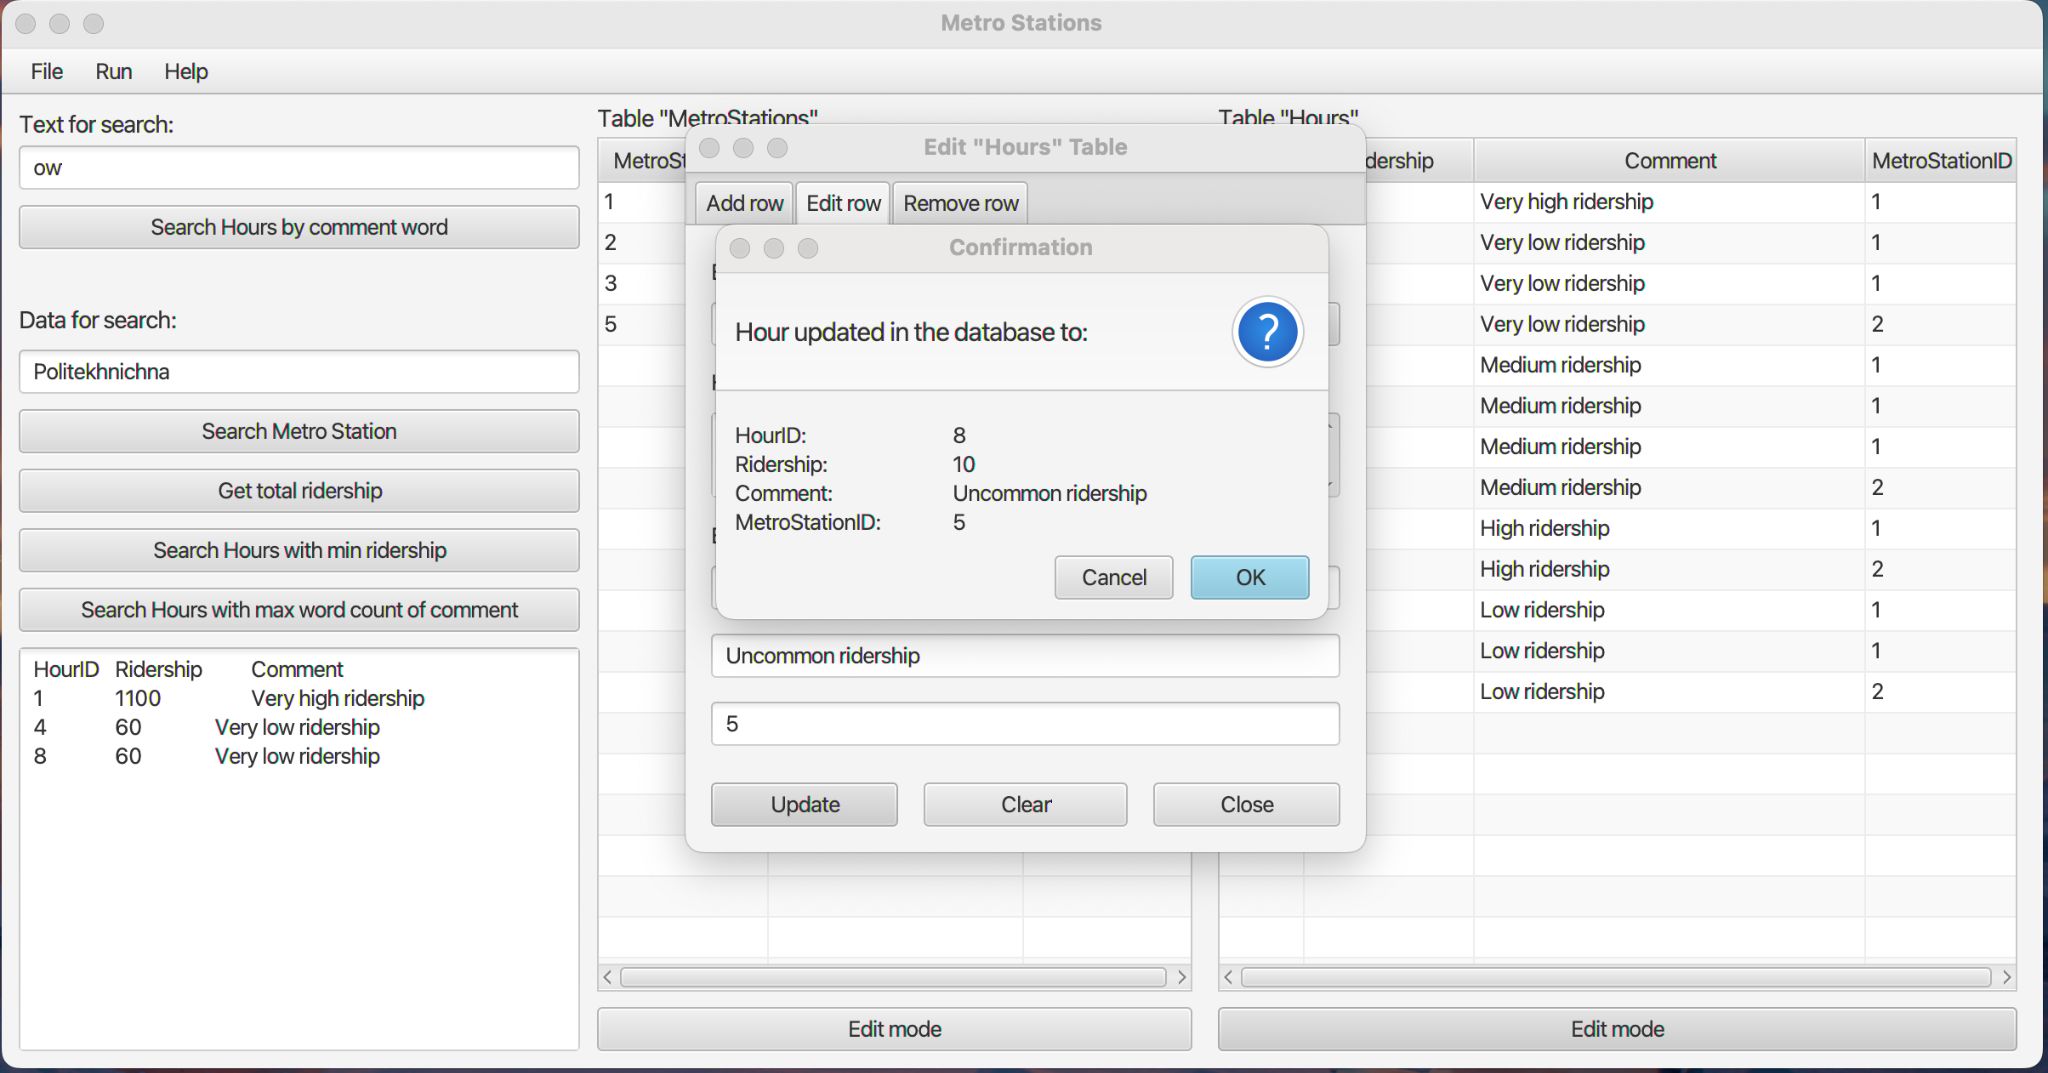 Metro Stations
File Run Help
Text for search:
ow
Search Hours by comment word
Data for search:
Politekhnichna
Search Metro Station
Get total ridership
Search Hours with min ridership
Search Hours with max word count of comment
HourID Ridership Comment
1 1100 Very high ridership
4 60 Very low ridership
8 60 Very low ridership
Table "MetroStations"
1
2
3
5
Edit mode
Edit "Hours" Table
Add row Edit row Remove row
Confirmation
Hour updated in the database to:
?
HourID: 8
Ridership: 10
Comment: Uncommon ridership
MetroStationID: 5
Cancel OK
Uncommon ridership
5
Update Clear Close
Table "Hours"
Comment MetroStationID
Very high ridership 1
Very low ridership 1
Very low ridership 1
Very low ridership 2
Medium ridership 1
Medium ridership 1
Medium ridership 1
Medium ridership 2
High ridership 1
High ridership 2
Low ridership 1
Low ridership 1
Low ridership 2
Edit mode